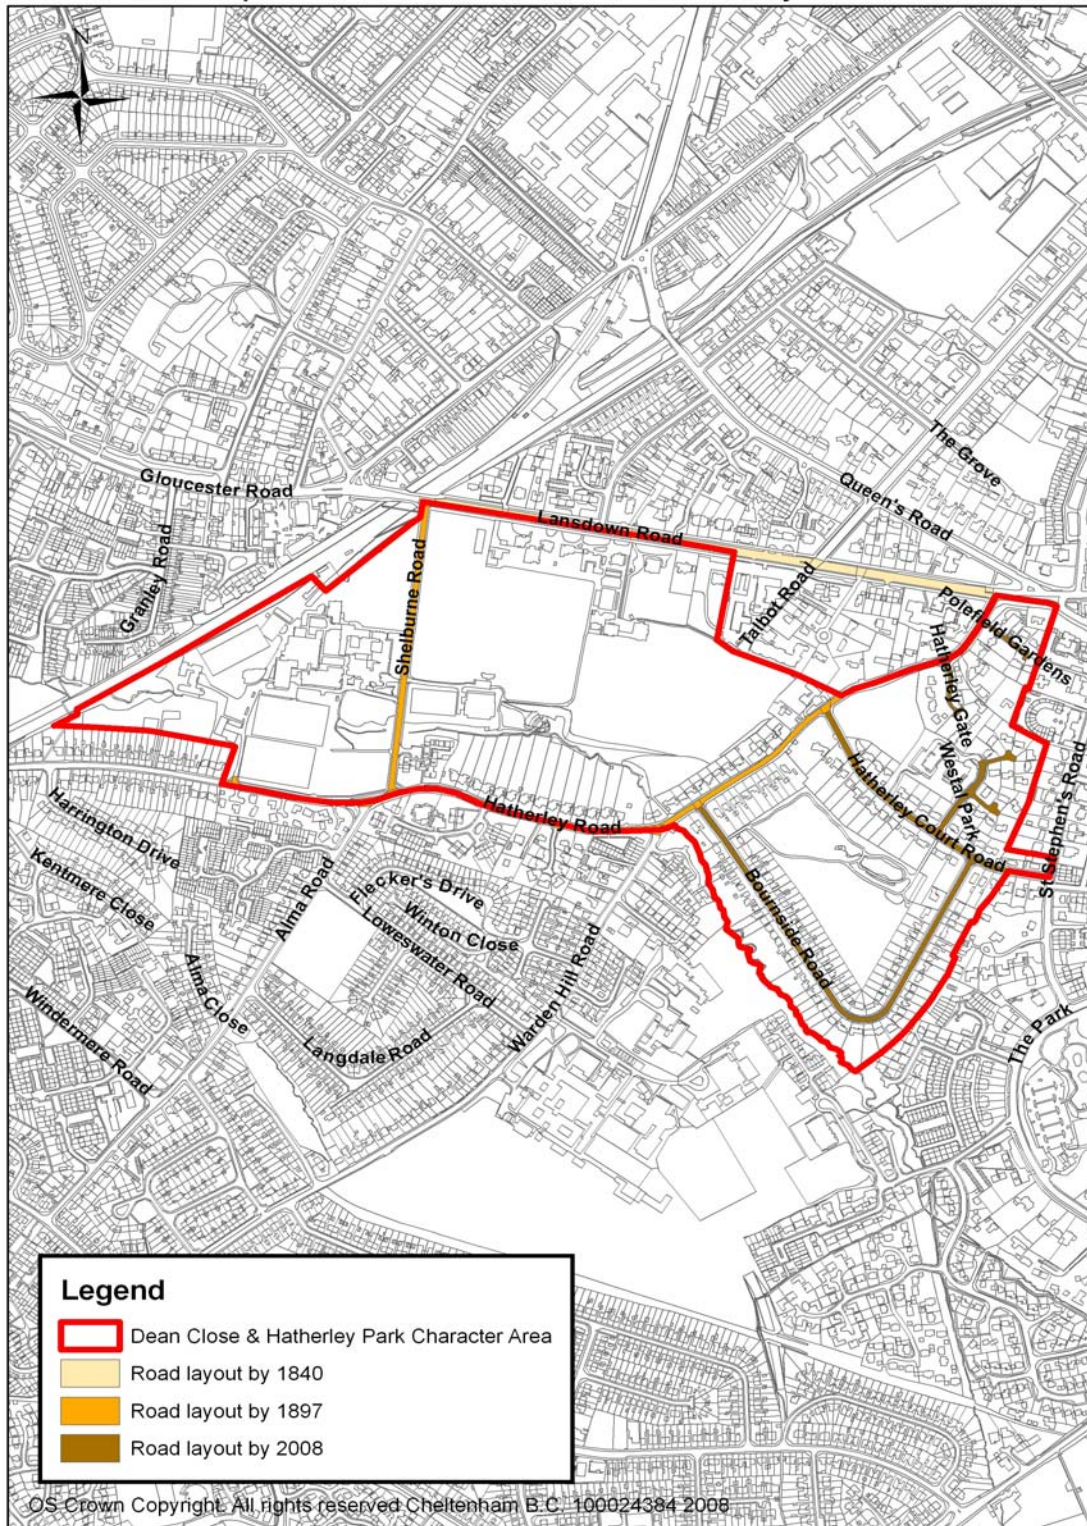 N
The Grove
Queen's Road
Gloucester Road
Lansdown Road
Granley Road
Shelburne Road
Talbot Road
Polefield Gardens
Hatherley Gate
Westal Park
Hatherley Court Road
St Stephen's Road
Hatherley Road
Harrington Drive
Kentmere Close
Alma Road
Flecker's Drive
Winton Close
Loweswater Road
Bournside Road
Warden Hill Road
Alma Close
Windermere Road
Langdale Road
The Park
Legend
Dean Close & Hatherley Park Character Area
Road layout by 1840
Road layout by 1897
Road layout by 2008
OS Crown Copyright. All rights reserved Cheltenham B.C. 100024384 2008